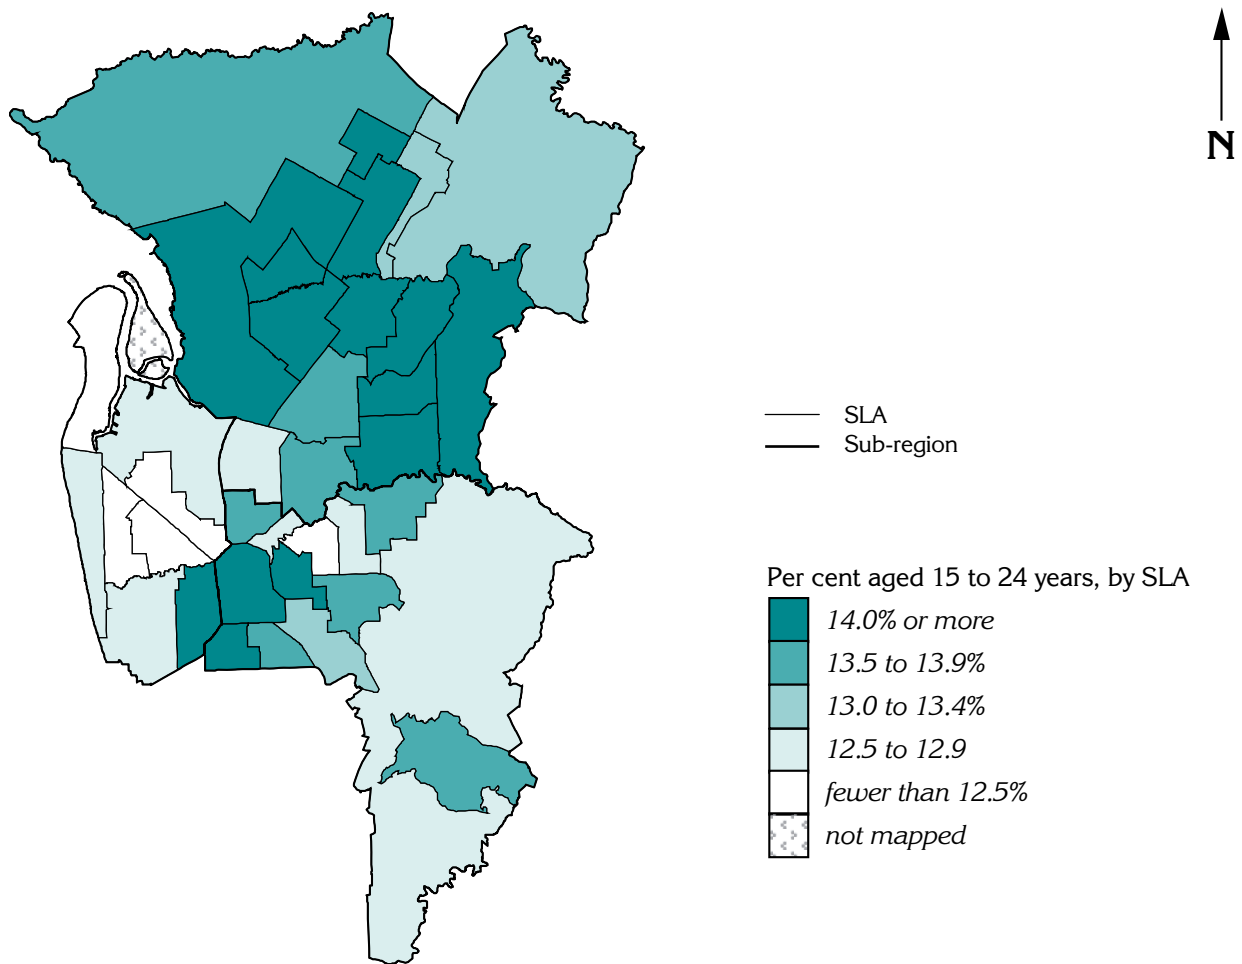 N
SLA
Sub-region
Per cent aged 15 to 24 years, by SLA
14.0% or more
13.5 to 13.9%
13.0 to 13.4%
12.5 to 12.9
fewer than 12.5%
not mapped